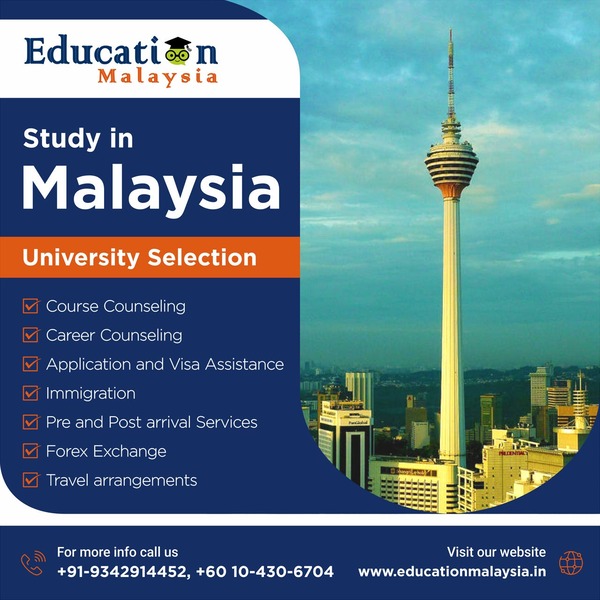 Education
Malaysia
Study in
Malaysia
University Selection
Course Counseling
Career Counseling
Application and Visa Assistance
Immigration
Pre and Post arrival Services
Forex Exchange
Travel arrangements
PRUDENTIAL
For more info call us
+91-9342914452, +60 10-430-6704
Visit our website
www.educationmalaysia.in